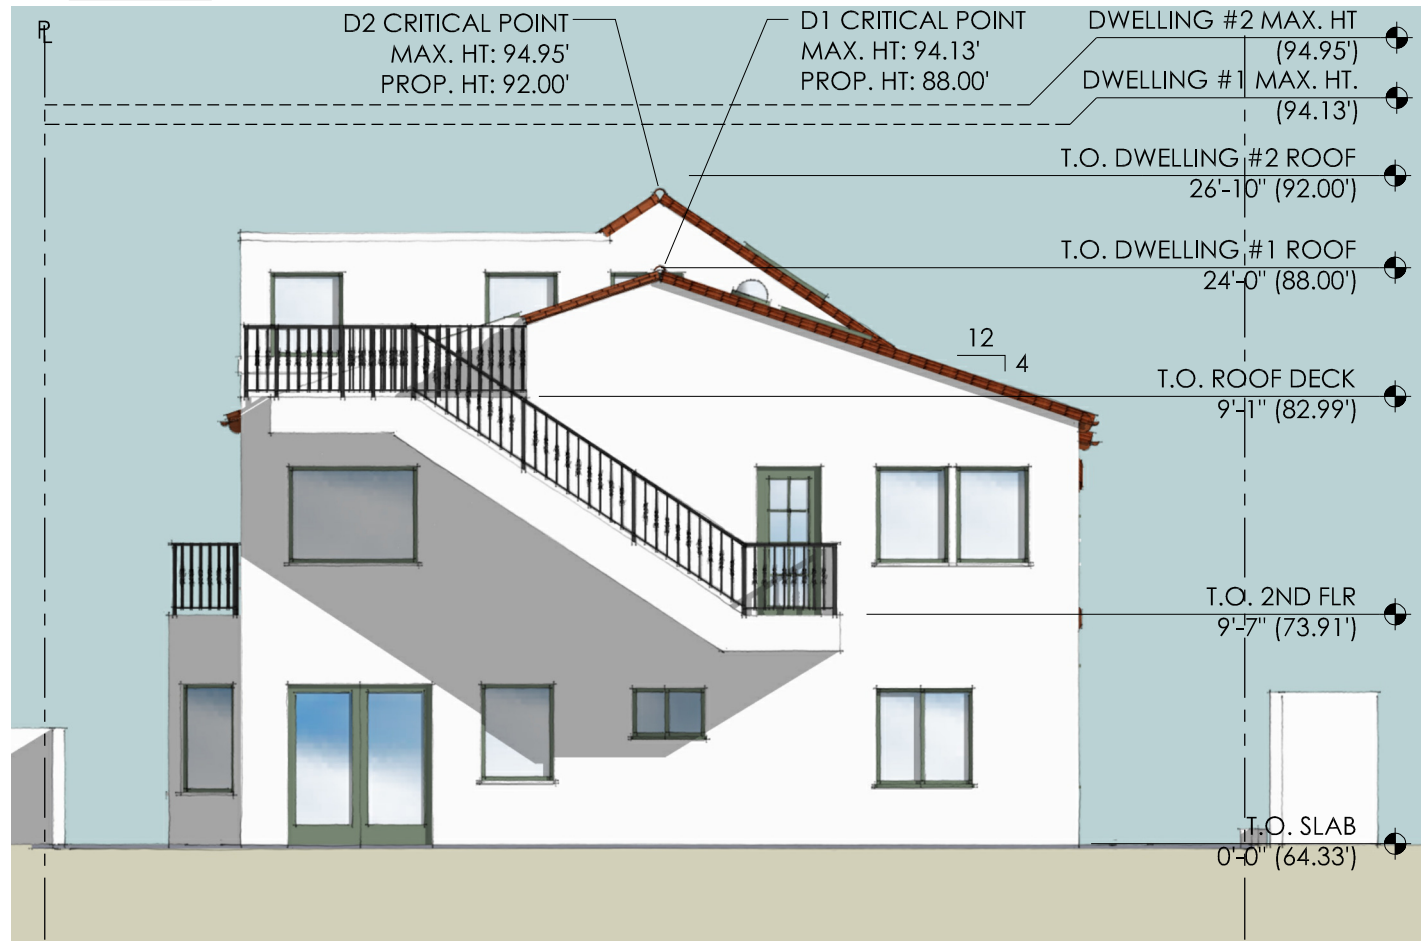 PL
D2 CRITICAL POINT
MAX. HT: 94.95'
PROP. HT: 92.00'
D1 CRITICAL POINT
MAX. HT: 94.13'
PROP. HT: 88.00'
DWELLING #2 MAX. HT
(94.95')
DWELLING #1 MAX. HT.
(94.13')
T.O. DWELLING #2 ROOF
26'-10" (92.00')
T.O. DWELLING #1 ROOF
24'-0" (88.00')
12
4
T.O. ROOF DECK
9'-1" (82.99')
T.O. 2ND FLR
9'-7" (73.91')
T.O. SLAB
0'-0" (64.33')